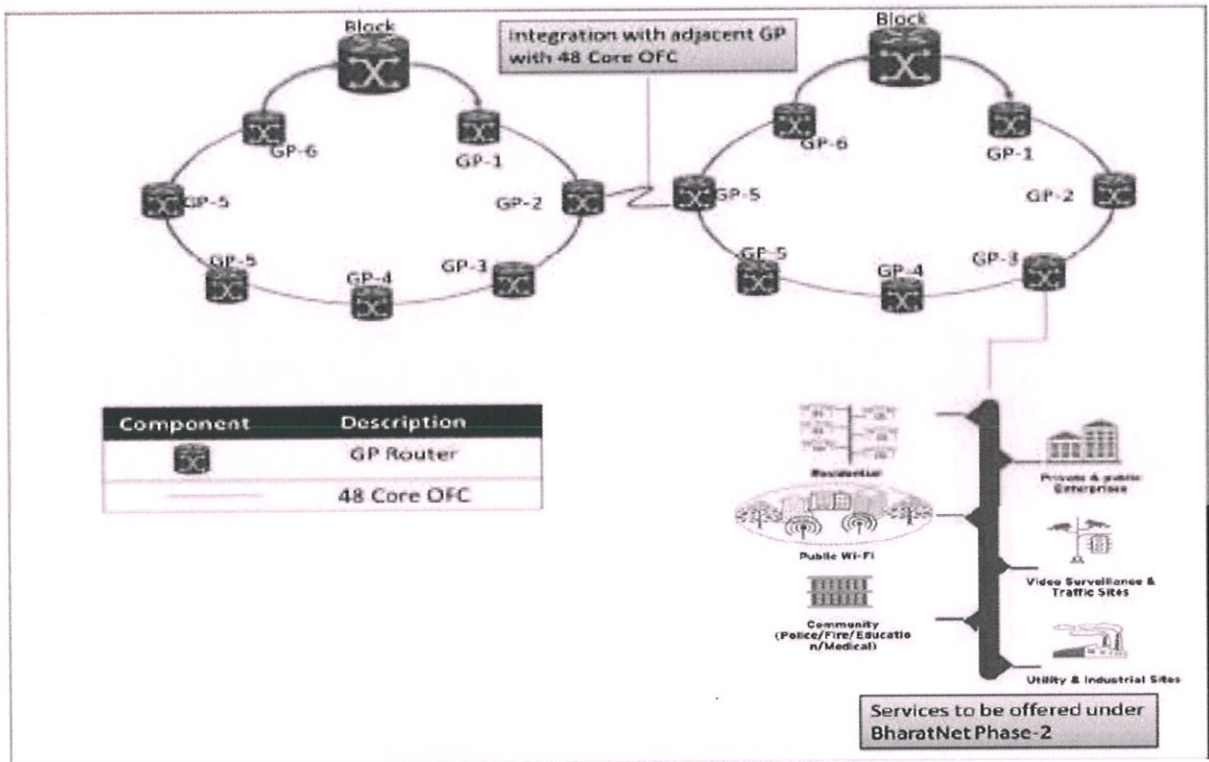 Block
Integration with adjacent GP
with 48 Core OFC
Block
GP-6
GP-1
GP-5
GP-2
GP-5
GP-4
GP-3
GP-6
GP-1
GP-5
GP-2
GP-5
GP-4
GP-3
Component Description
GP Router
48 Core OFC
Residential
Private & public
Enterprises
Public Wi-Fi
Video Surveillance &
Traffic Sites
Community
(Police/Fire/Educatio
n/Medical)
Utility & Industrial Sites
Services to be offered under
BharatNet Phase-2